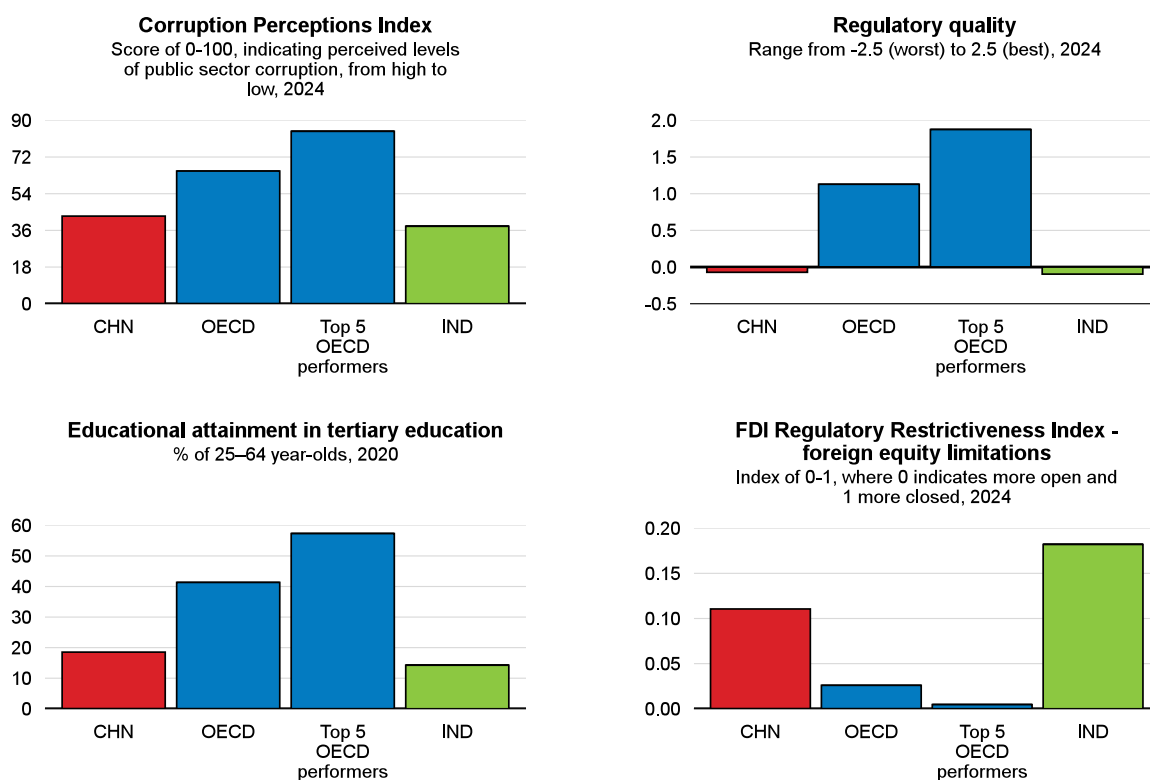 Corruption Perceptions Index
Score of 0-100, indicating perceived levels
of public sector corruption, from high to
low, 2024
90
72
54
36
18
0
CHN
OECD
Top 5
OECD
performers
IND
Regulatory quality
Range from -2.5 (worst) to 2.5 (best), 2024
2.0
1.5
1.0
0.5
0.0
-0.5
CHN
OECD
Top 5
OECD
performers
IND
Educational attainment in tertiary education
% of 25–64 year-olds, 2020
60
50
40
30
20
10
0
CHN
OECD
Top 5
OECD
performers
IND
FDI Regulatory Restrictiveness Index -
foreign equity limitations
Index of 0-1, where 0 indicates more open and
1 more closed, 2024
0.20
0.15
0.10
0.05
0.00
CHN
OECD
Top 5
OECD
performers
IND